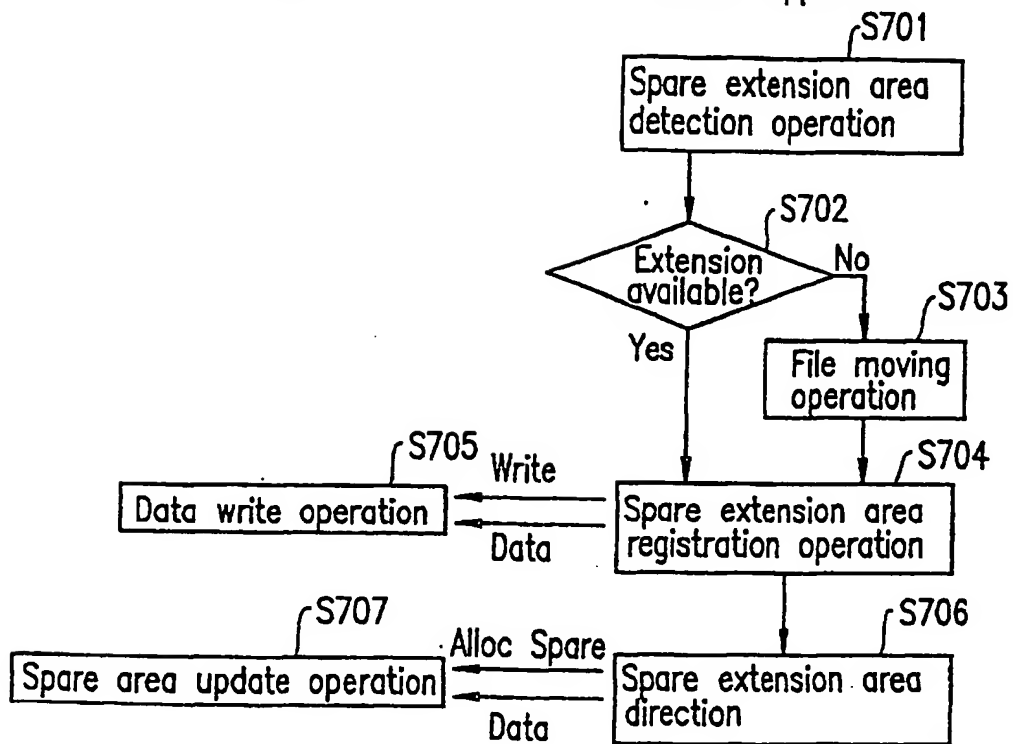 S701
Spare extension area
detection operation
S702
Extension
available?
No
Yes
S703
File moving
operation
S705
Write
S704
Data write operation
Data
Spare extension area
registration operation
S707
Alloc Spare
S706
Spare area update operation
Data
Spare extension area
direction